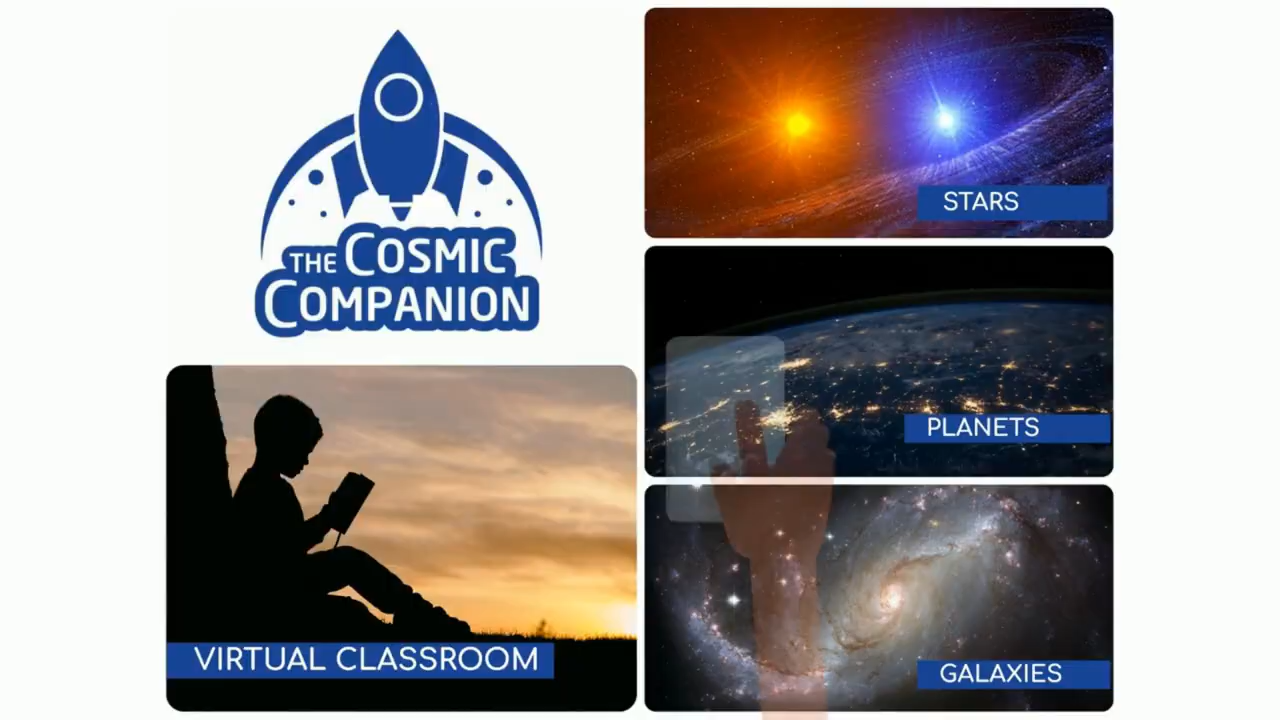 THE COSMIC
COMPANION
VIRTUAL CLASSROOM
STARS
PLANETS
GALAXIES